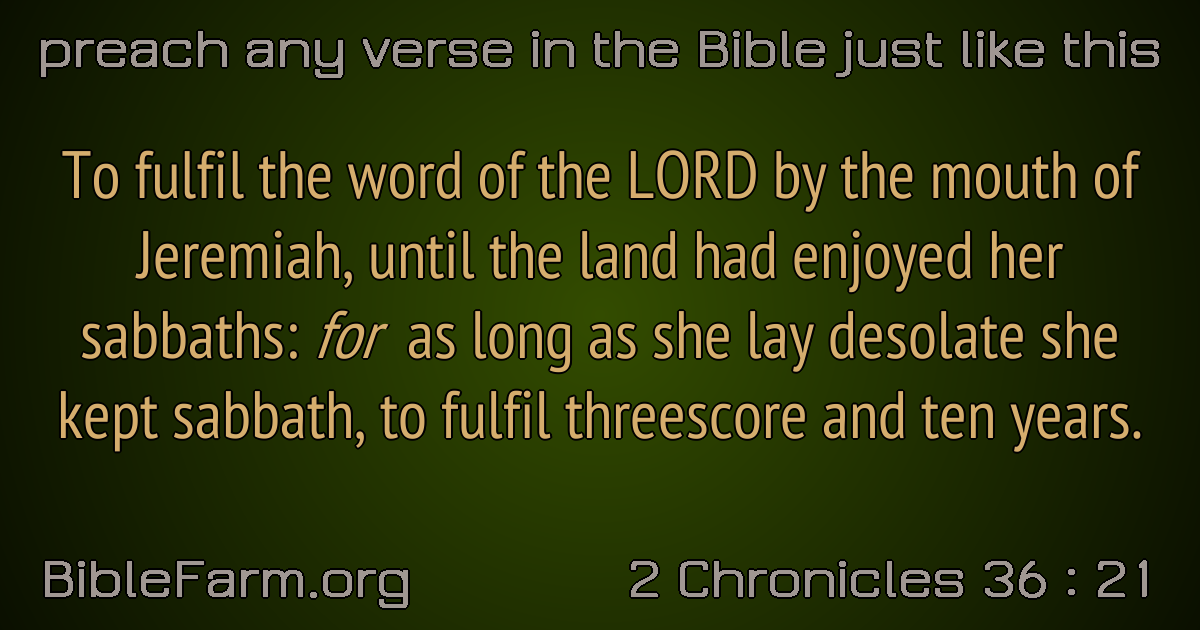 preach any verse in the Bible just like this
To fulfil the word of the LORD by the mouth of
Jeremiah, until the land had enjoyed her
sabbaths: for as long as she lay desolate she
kept sabbath, to fulfil threescore and ten years.
BibleFarm.org
2 Chronicles 36 : 21